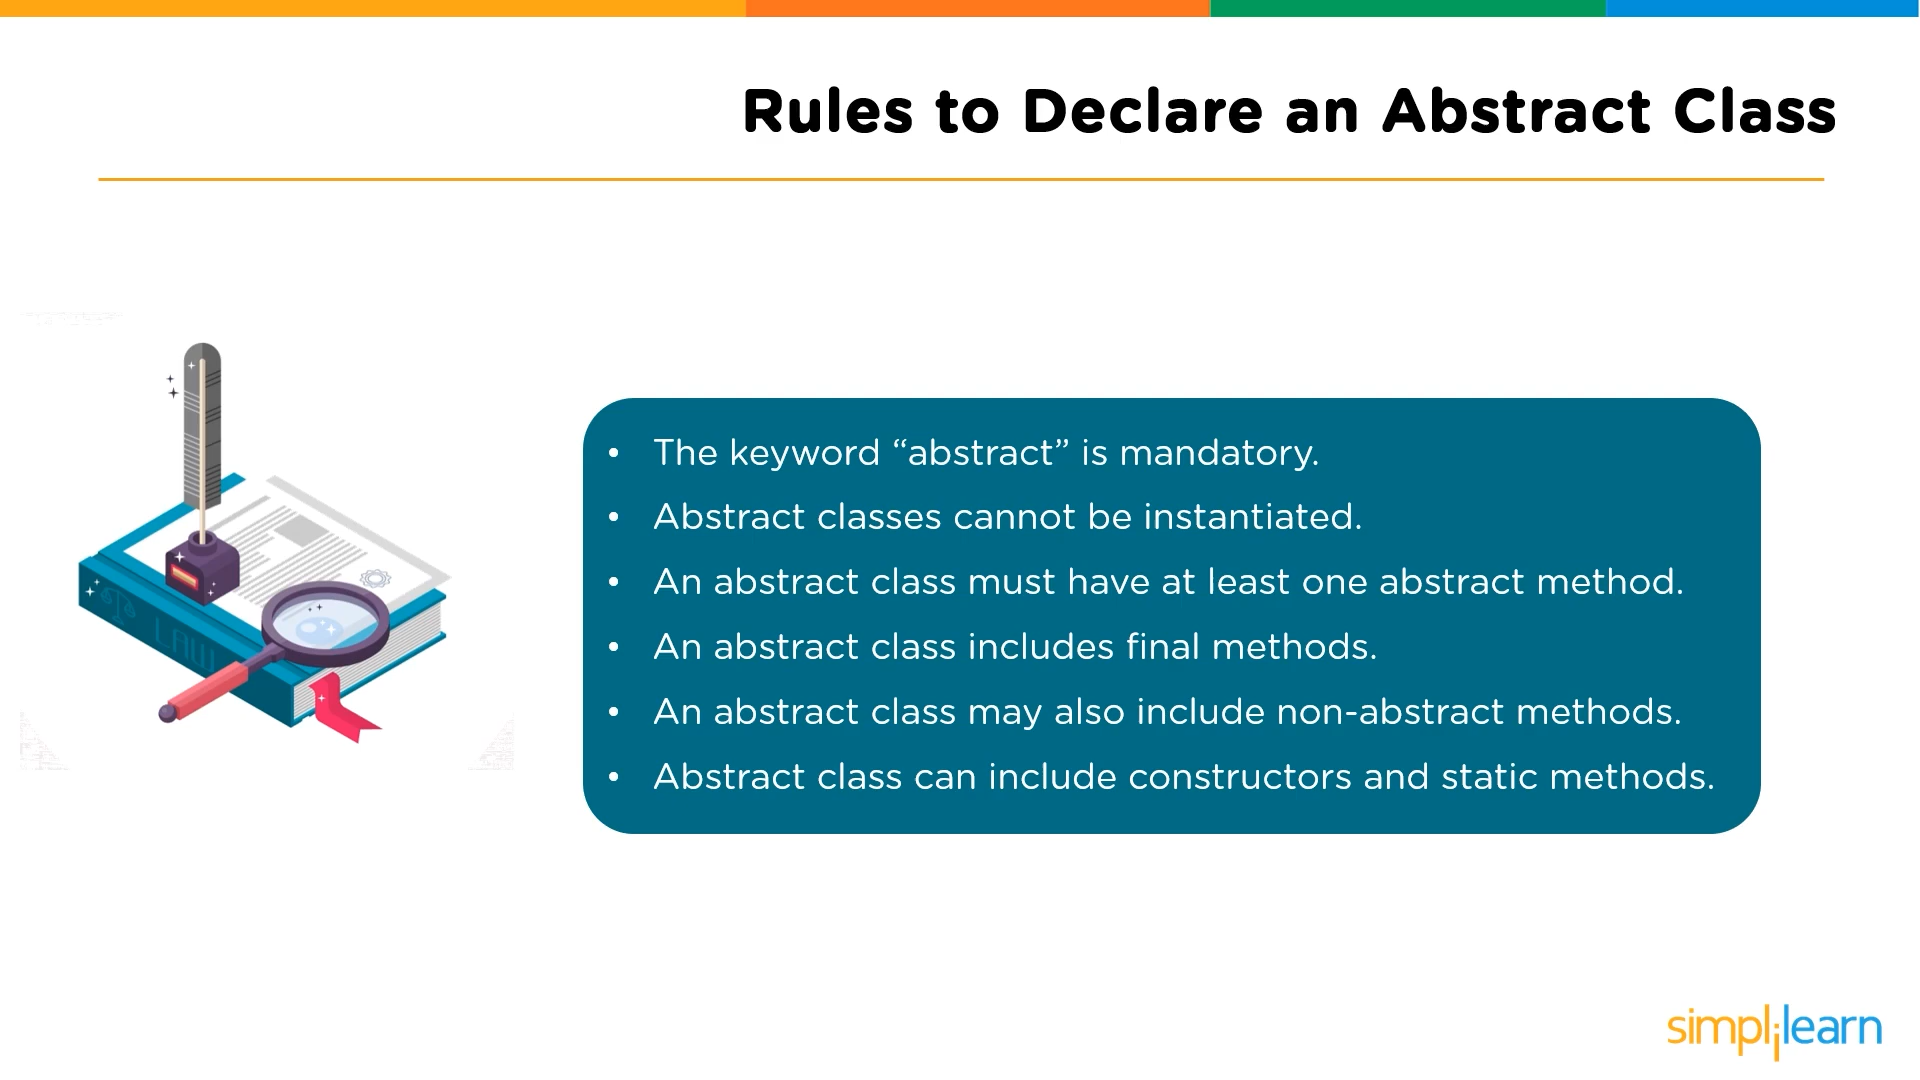 Rules to Declare an Abstract Class
• The keyword “abstract” is mandatory.
• Abstract classes cannot be instantiated.
• An abstract class must have at least one abstract method.
• An abstract class includes final methods.
• An abstract class may also include non-abstract methods.
• Abstract class can include constructors and static methods.
LAW
simplilearn